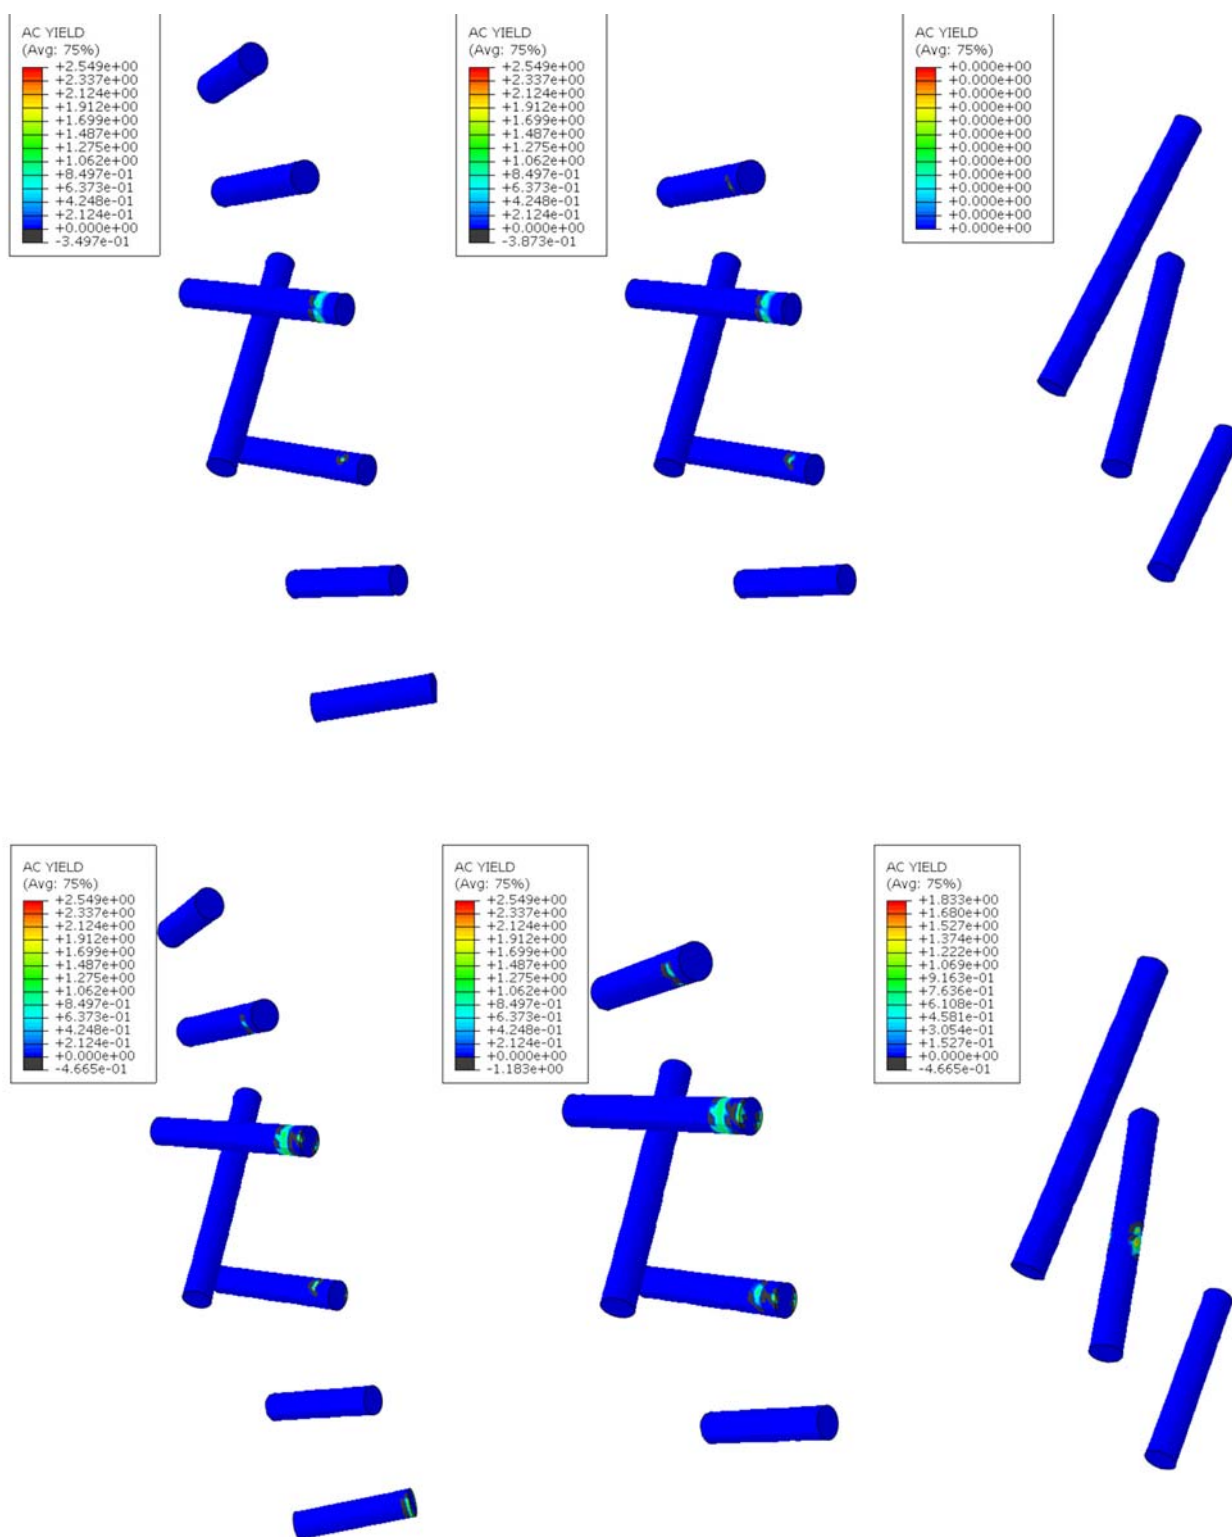 AC YIELD
(Avg: 75%)
+2.549e+00
+2.337e+00
+2.124e+00
+1.912e+00
+1.699e+00
+1.487e+00
+1.275e+00
+1.062e+00
+8.497e-01
+6.373e-01
+4.248e-01
+2.124e-01
+0.000e+00
-3.497e-01
AC YIELD
(Avg: 75%)
+2.549e+00
+2.337e+00
+2.124e+00
+1.912e+00
+1.699e+00
+1.487e+00
+1.275e+00
+1.062e+00
+8.497e-01
+6.373e-01
+4.248e-01
+2.124e-01
+0.000e+00
-3.873e-01
AC YIELD
(Avg: 75%)
+0.000e+00
+0.000e+00
+0.000e+00
+0.000e+00
+0.000e+00
+0.000e+00
+0.000e+00
+0.000e+00
+0.000e+00
+0.000e+00
+0.000e+00
+0.000e+00
+0.000e+00
AC YIELD
(Avg: 75%)
+2.549e+00
+2.337e+00
+2.124e+00
+1.912e+00
+1.699e+00
+1.487e+00
+1.275e+00
+1.062e+00
+8.497e-01
+6.373e-01
+4.248e-01
+2.124e-01
+0.000e+00
-4.665e-01
AC YIELD
(Avg: 75%)
+2.549e+00
+2.337e+00
+2.124e+00
+1.912e+00
+1.699e+00
+1.487e+00
+1.275e+00
+1.062e+00
+8.497e-01
+6.373e-01
+4.248e-01
+2.124e-01
+0.000e+00
-1.183e+00
AC YIELD
(Avg: 75%)
+1.833e+00
+1.680e+00
+1.527e+00
+1.374e+00
+1.222e+00
+1.069e+00
+9.163e-01
+7.636e-01
+6.108e-01
+4.581e-01
+3.054e-01
+1.527e-01
+0.000e+00
-4.665e-01